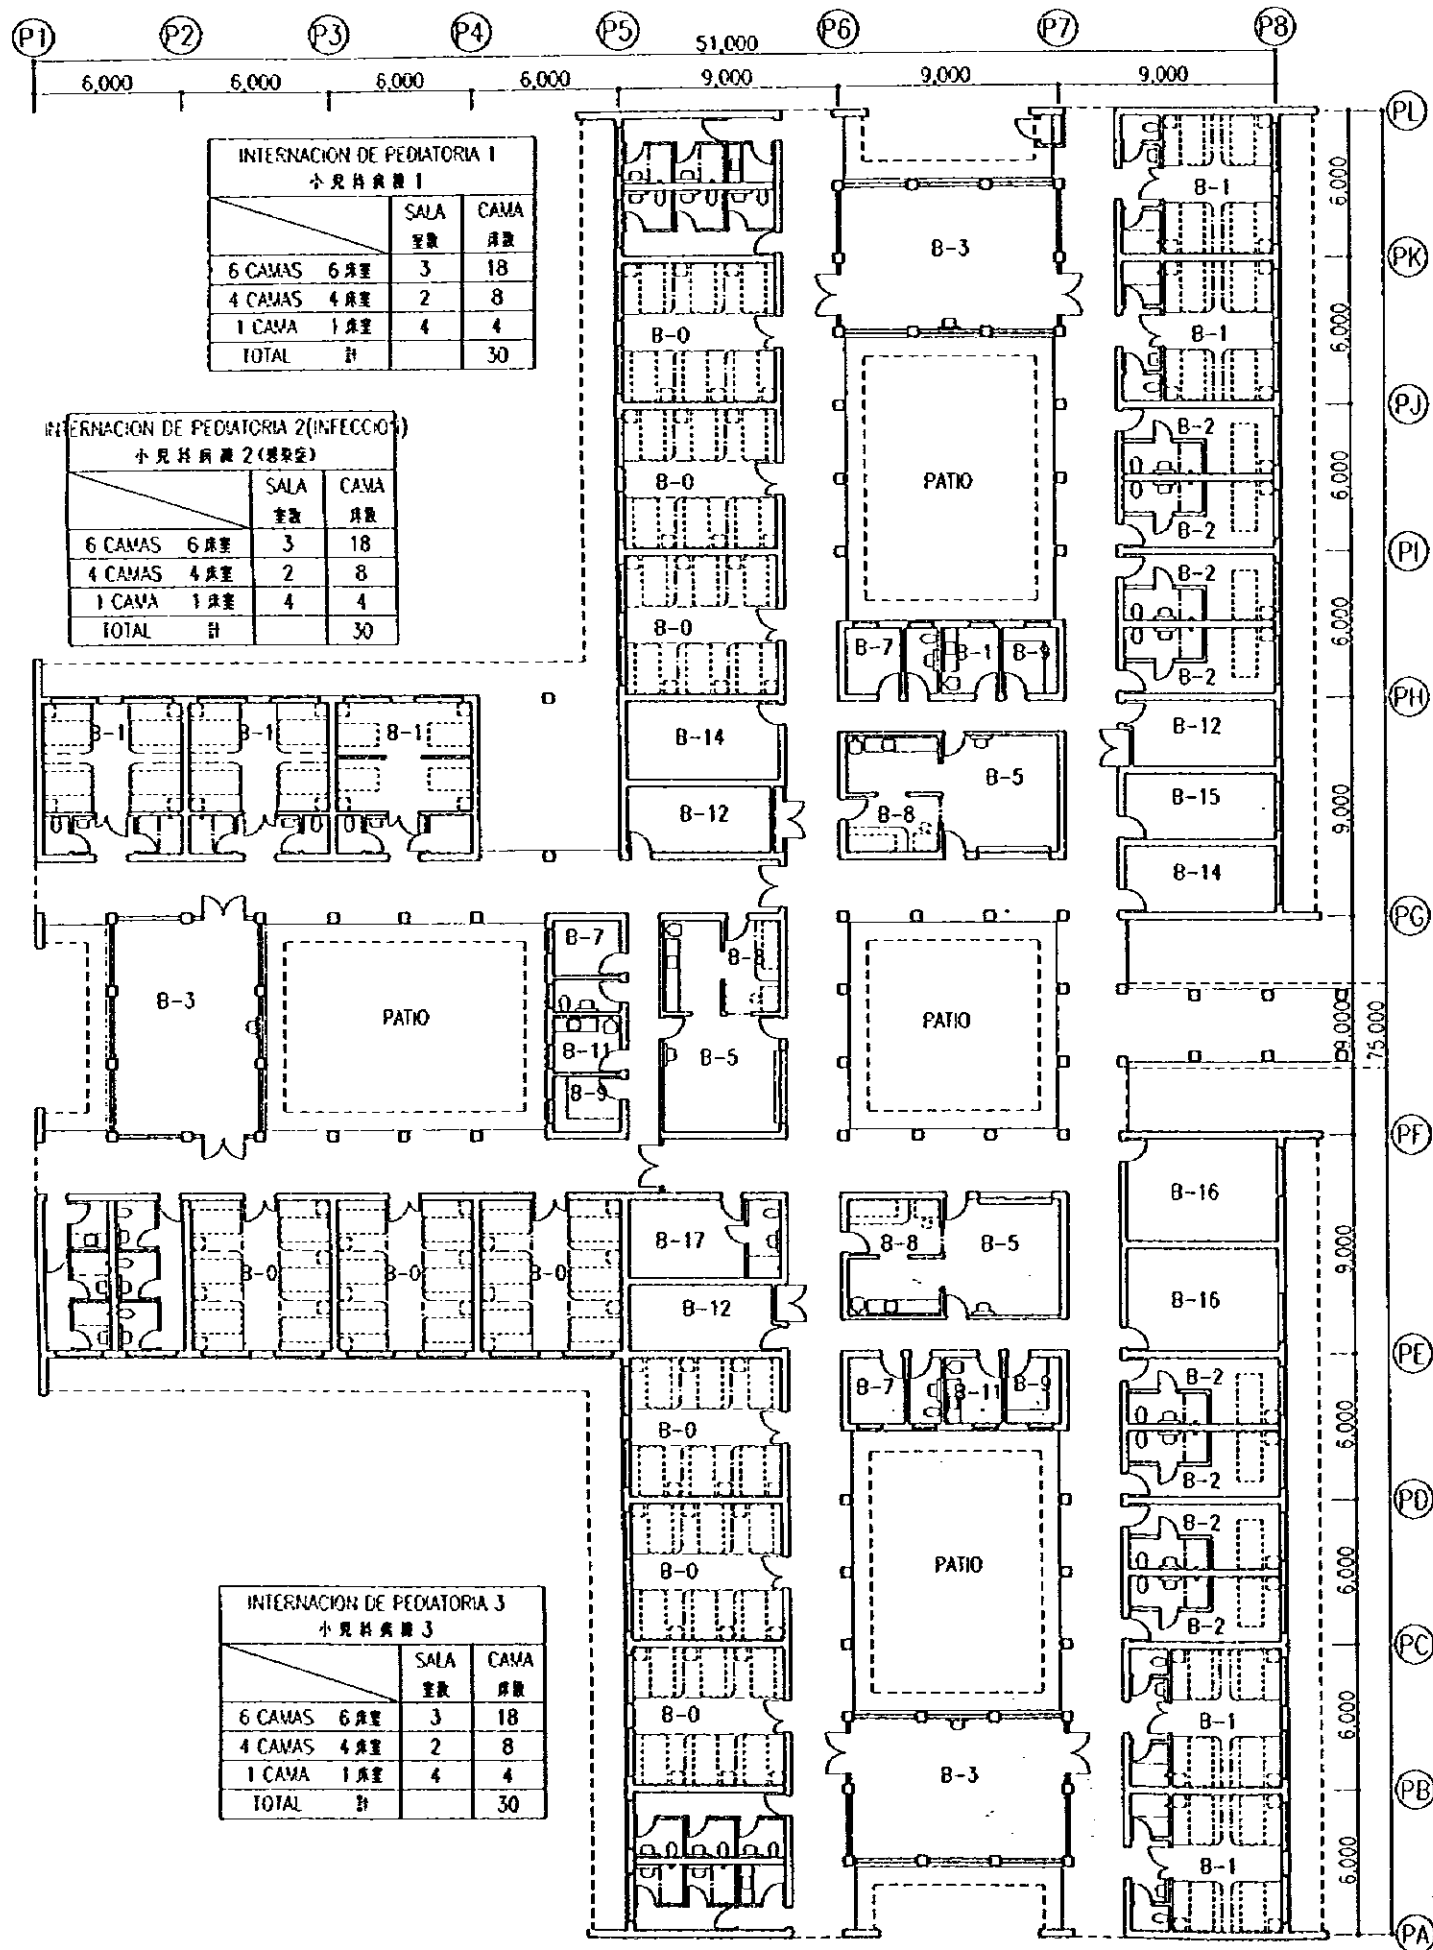 P1 P2 P3 P4 P5 P6 P7 P8
51,000
6,000 6,000 6,000 6,000 9,000 9,000 9,000
INTERNACION DE PEDIATORIA 1
小児科病棟 1
SALA CAMA
室数 床数
6 CAMAS 6床室 3 18
4 CAMAS 4床室 2 8
1 CAMA 1床室 4 4
TOTAL 計 30
INTERNACION DE PEDIATORIA 2(INFECCION)
小児科病棟 2(感染症)
SALA CAMA
室数 床数
6 CAMAS 6床室 3 18
4 CAMAS 4床室 2 8
1 CAMA 1床室 4 4
TOTAL 計 30
PL
B-1
6,000
B-3
PK
B-0
B-1
6,000
PJ
B-2
B-0
PATIO
6,000
B-2
PI
B-2
B-0
6,000
B-7 B-1 B-9
B-2
PH
B-1 B-1 B-1
B-14
B-12
B-5
B-15
B-12
B-8
9,000
B-14
PG
B-7
B-8
B-3
PATIO
B-11
B-5
PATIO
B-9
9,000
75,000
PF
B-16
B-17
B-8
B-5
B-0 B-0 B-0
9,000
B-12
B-16
PE
B-7 B-11 B-9
B-2
B-0
6,000
B-2
PD
B-2
B-0
PATIO
6,000
B-2
PC
INTERNACION DE PEDIATORIA 3
小児科病棟 3
SALA CAMA
室数 床数
6 CAMAS 6床室 3 18
4 CAMAS 4床室 2 8
1 CAMA 1床室 4 4
TOTAL 計 30
B-0
B-1
6,000
B-3
PB
B-1
6,000
PA